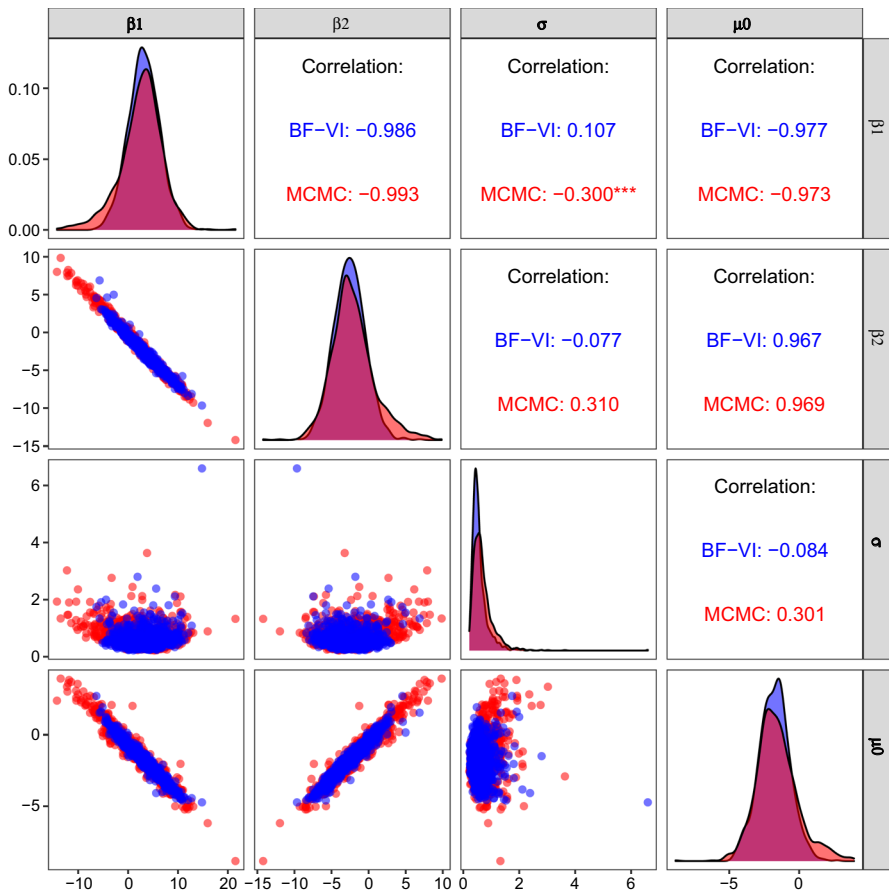 β1 β2 σ μ0
0.10
0.05
0.00
Correlation:
BF−VI: −0.986
MCMC: −0.993
Correlation:
BF−VI: 0.107
MCMC: −0.300***
Correlation:
BF−VI: −0.977
MCMC: −0.973
β1
10
5
0
−5
−10
−15
Correlation:
BF−VI: −0.077
MCMC: 0.310
Correlation:
BF−VI: 0.967
MCMC: 0.969
β2
6
4
2
0
Correlation:
BF−VI: −0.084
MCMC: 0.301
σ
0
−5
μ0
−10 0 10 20
−15 −10 −5 0 5 10
0 2 4 6
−5 0